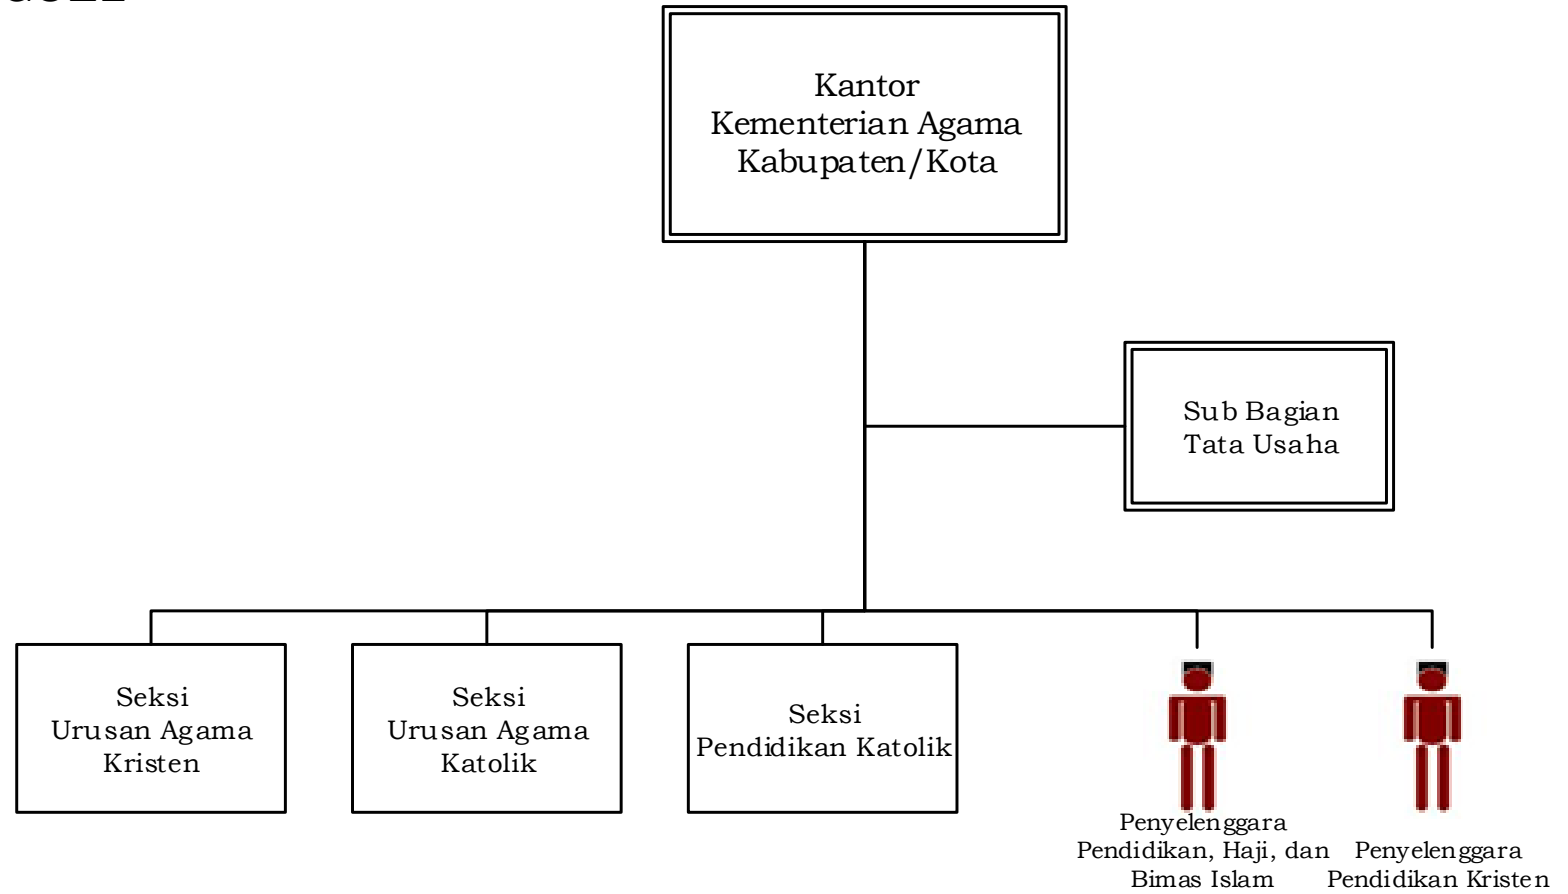 Kantor
Kementerian Agama
Kabupaten/Kota
Sub Bagian
Tata Usaha
Seksi
Urusan Agama
Kristen
Seksi
Urusan Agama
Katolik
Seksi
Pendidikan Katolik
Penyelenggara
Pendidikan, Haji, dan
Bimas Islam
Penyelenggara
Pendidikan Kristen